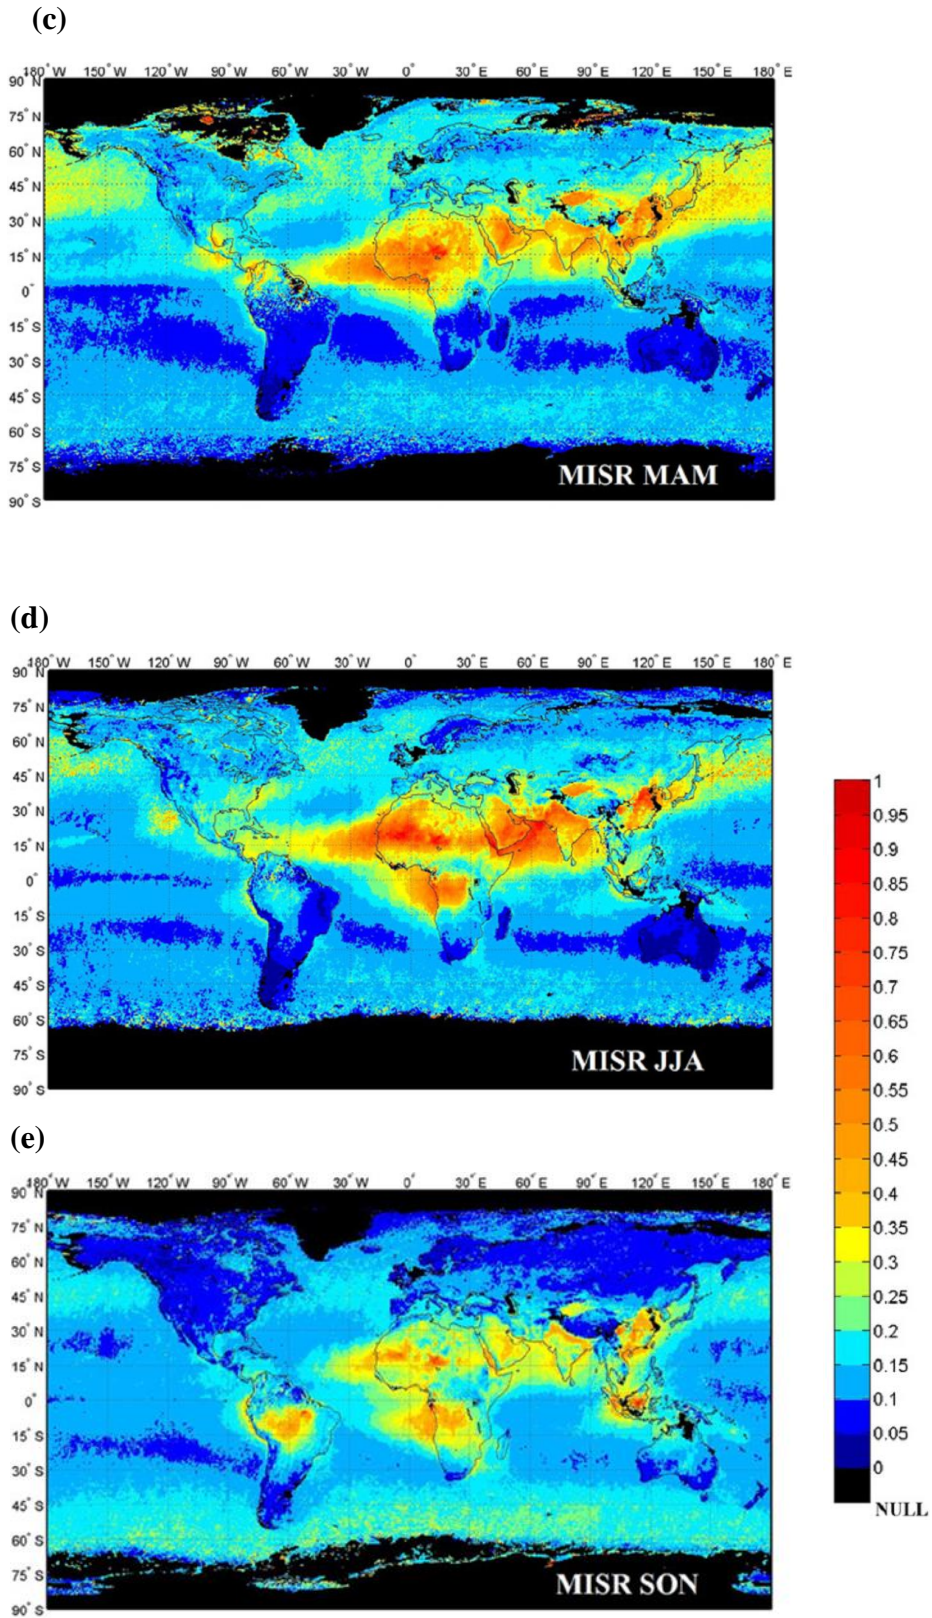 (c)
180° W 150° W 120° W 90° W 60° W 30° W 0° 30° E 60° E 90° E 120° E 150° E 180° E
90° N
75° N
60° N
45° N
30° N
15° N
0°
15° S
30° S
45° S
60° S
75° S
90° S
MISR MAM
(d)
180° W 150° W 120° W 90° W 60° W 30° W 0° 30° E 60° E 90° E 120° E 150° E 180° E
90° N
75° N
60° N
45° N
30° N
15° N
0°
15° S
30° S
45° S
60° S
75° S
90° S
MISR JJA
(e)
180° W 150° W 120° W 90° W 60° W 30° W 0° 30° E 60° E 90° E 120° E 150° E 180° E
90° N
75° N
60° N
45° N
30° N
15° N
0°
15° S
30° S
45° S
60° S
75° S
90° S
MISR SON
1
0.95
0.9
0.85
0.8
0.75
0.7
0.65
0.6
0.55
0.5
0.45
0.4
0.35
0.3
0.25
0.2
0.15
0.1
0.05
0
NULL